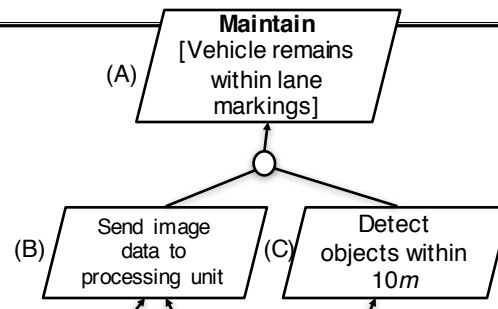 Maintain
[Vehicle remains
(A)
within lane
markings]
Send image
Detect
(B)
data to
(C)
objects within
processing unit
10m